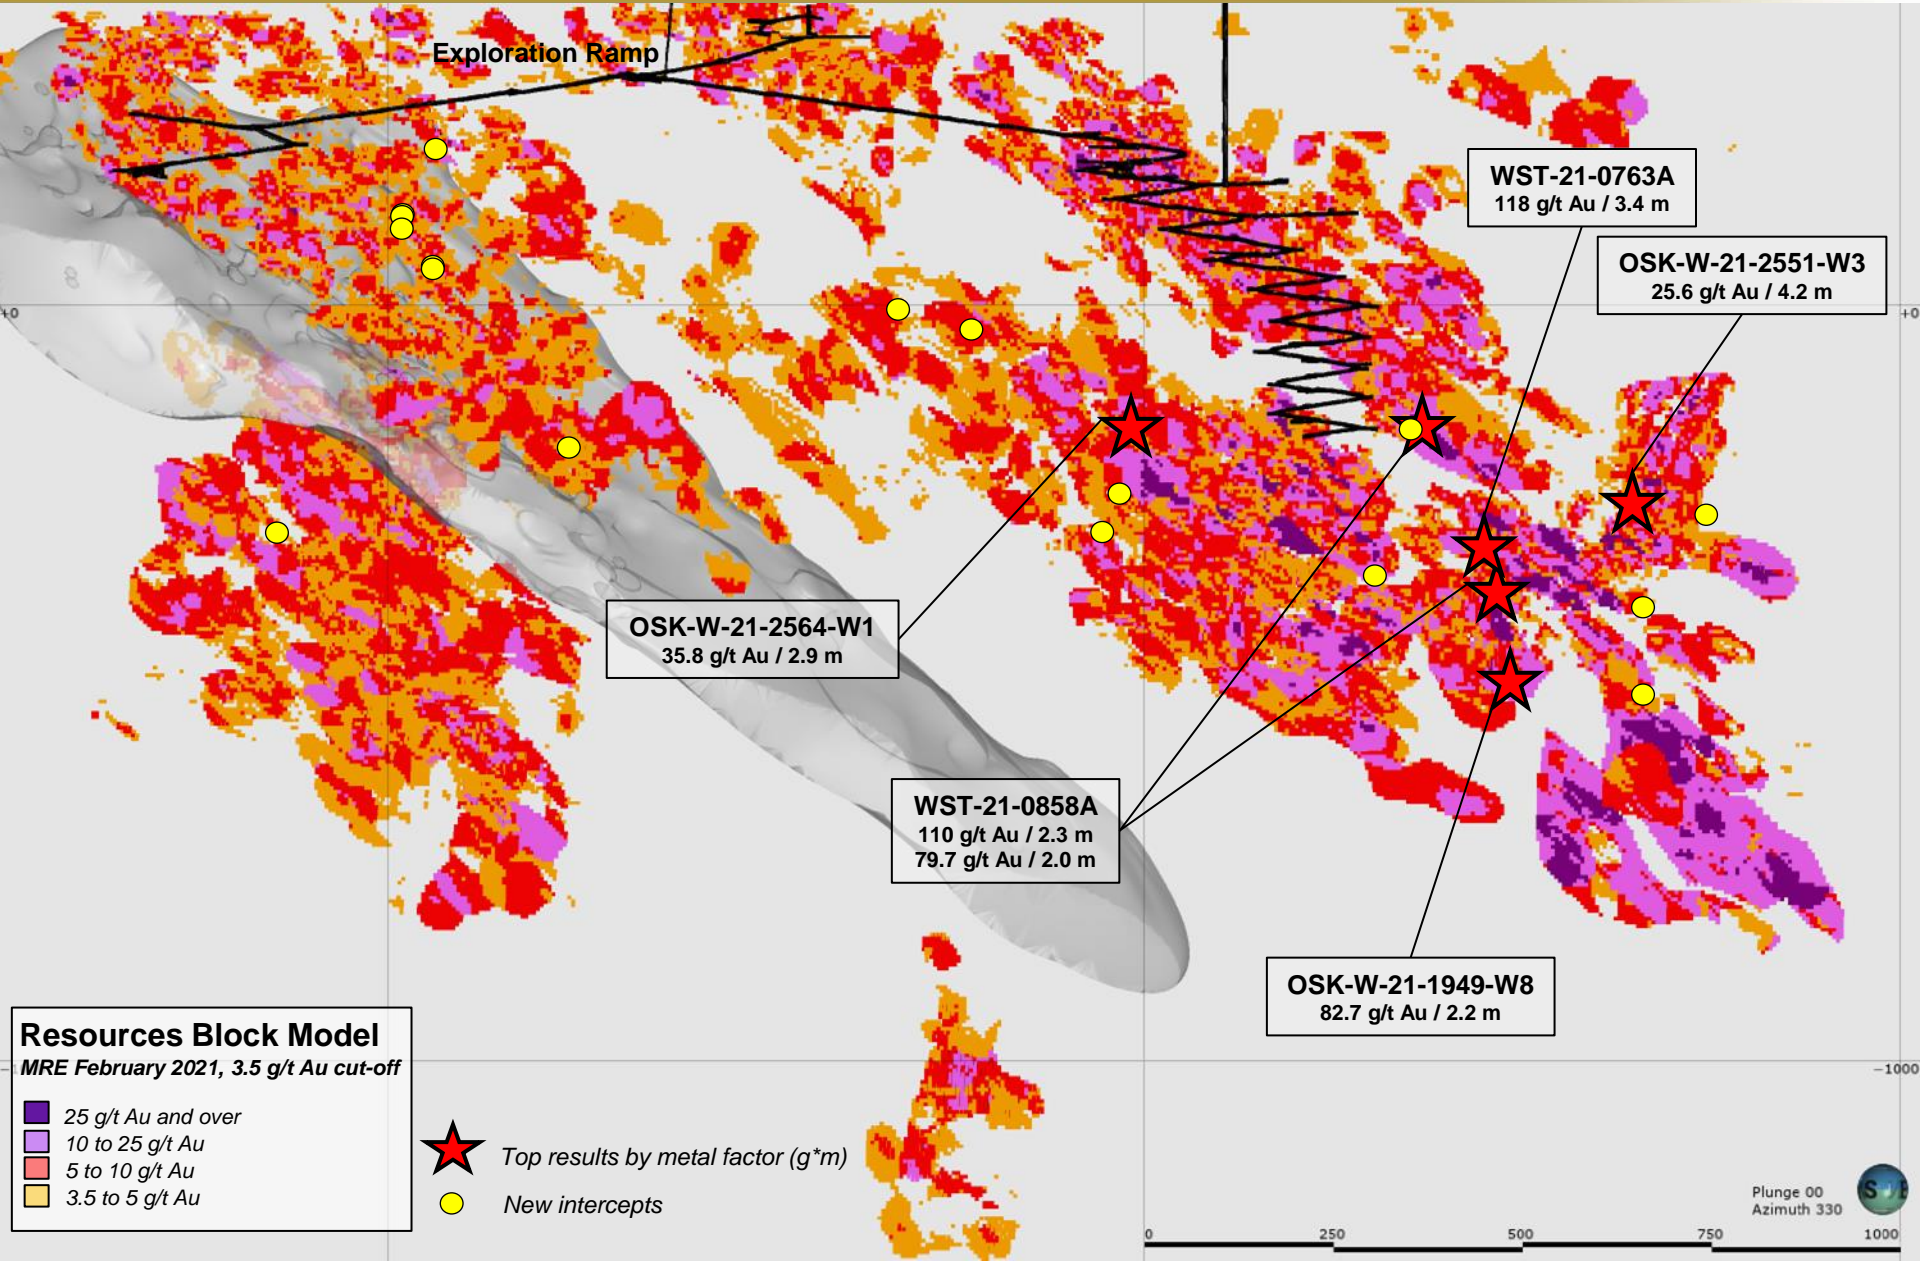 Exploration Ramp
WST-21-0763A
118 g/t Au / 3.4 m
OSK-W-21-2551-W3
25.6 g/t Au / 4.2 m
+0
+0
OSK-W-21-2564-W1
35.8 g/t Au / 2.9 m
WST-21-0858A
110 g/t Au / 2.3 m
79.7 g/t Au / 2.0 m
OSK-W-21-1949-W8
82.7 g/t Au / 2.2 m
Resources Block Model
MRE February 2021, 3.5 g/t Au cut-off
−1000
25 g/t Au and over
10 to 25 g/t Au
5 to 10 g/t Au
3.5 to 5 g/t Au
Top results by metal factor (g*m)
New intercepts
Plunge 00
Azimuth 330
0 250 500 750 1000